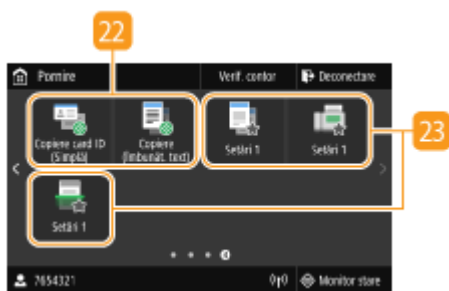 22
Pornire Verif. contor Deconectare
Copiere card ID Copiere Setări 1 Setări 1
(Simplă) (Îmbunăt. text)
23
Setări 1
7654321 Monitor stare